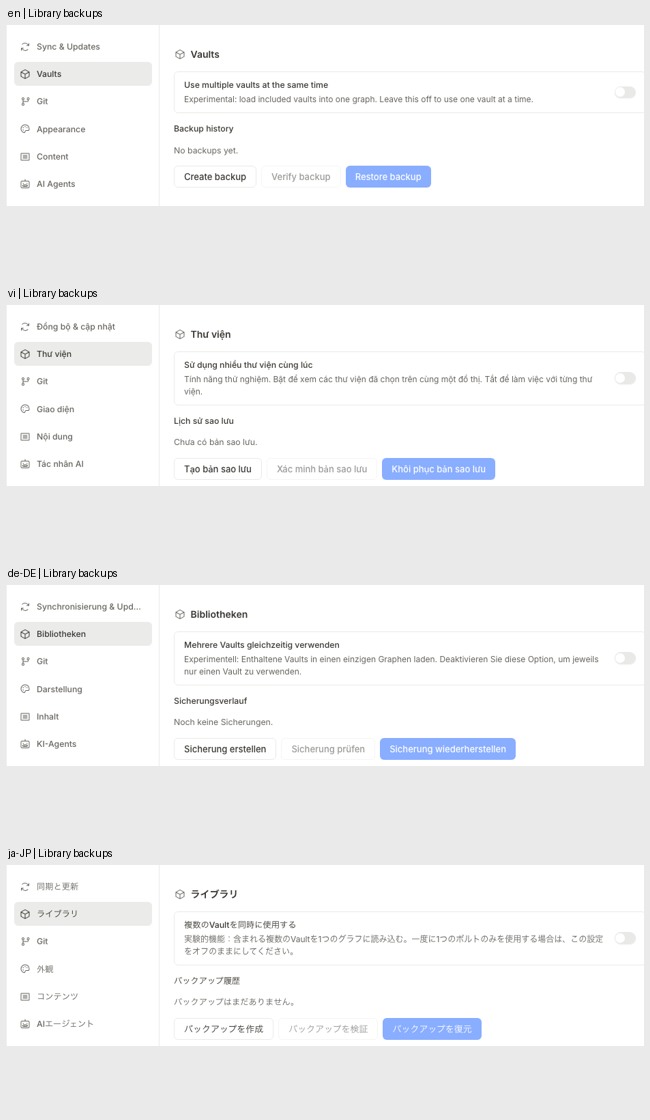 en | Library backups
Sync & Updates
Vaults
Git
Appearance
Content
AI Agents
Vaults
Use multiple vaults at the same time
Experimental: load included vaults into one graph. Leave this off to use one vault at a time.
Backup history
No backups yet.
Create backup
Verify backup
Restore backup
vi | Library backups
Đồng bộ & cập nhật
Thư viện
Git
Giao diện
Nội dung
Tác nhân AI
Thư viện
Sử dụng nhiều thư viện cùng lúc
Tính năng thử nghiệm. Bật để xem các thư viện đã chọn trên cùng một đồ thị. Tắt để làm việc với từng thư
viện.
Lịch sử sao lưu
Chưa có bản sao lưu.
Tạo bản sao lưu
Xác minh bản sao lưu
Khôi phục bản sao lưu
de-DE | Library backups
Synchronisierung & Upd...
Bibliotheken
Git
Darstellung
Inhalt
KI-Agents
Bibliotheken
Mehrere Vaults gleichzeitig verwenden
Experimentell: Enthaltene Vaults in einen einzigen Graphen laden. Deaktivieren Sie diese Option, um jeweils
nur einen Vault zu verwenden.
Sicherungsverlauf
Noch keine Sicherungen.
Sicherung erstellen
Sicherung prüfen
Sicherung wiederherstellen
ja-JP | Library backups
同期と更新
ライブラリ
Git
外観
コンテンツ
AIエージェント
ライブラリ
複数のVaultを同時に使用する
実験的機能：含まれる複数のVaultを1つのグラフに読み込む。一度に1つのボルトのみを使用する場合は、この設定
をオフのままにしてください。
バックアップ履歴
バックアップはまだありません。
バックアップを作成
バックアップを検証
バックアップを復元